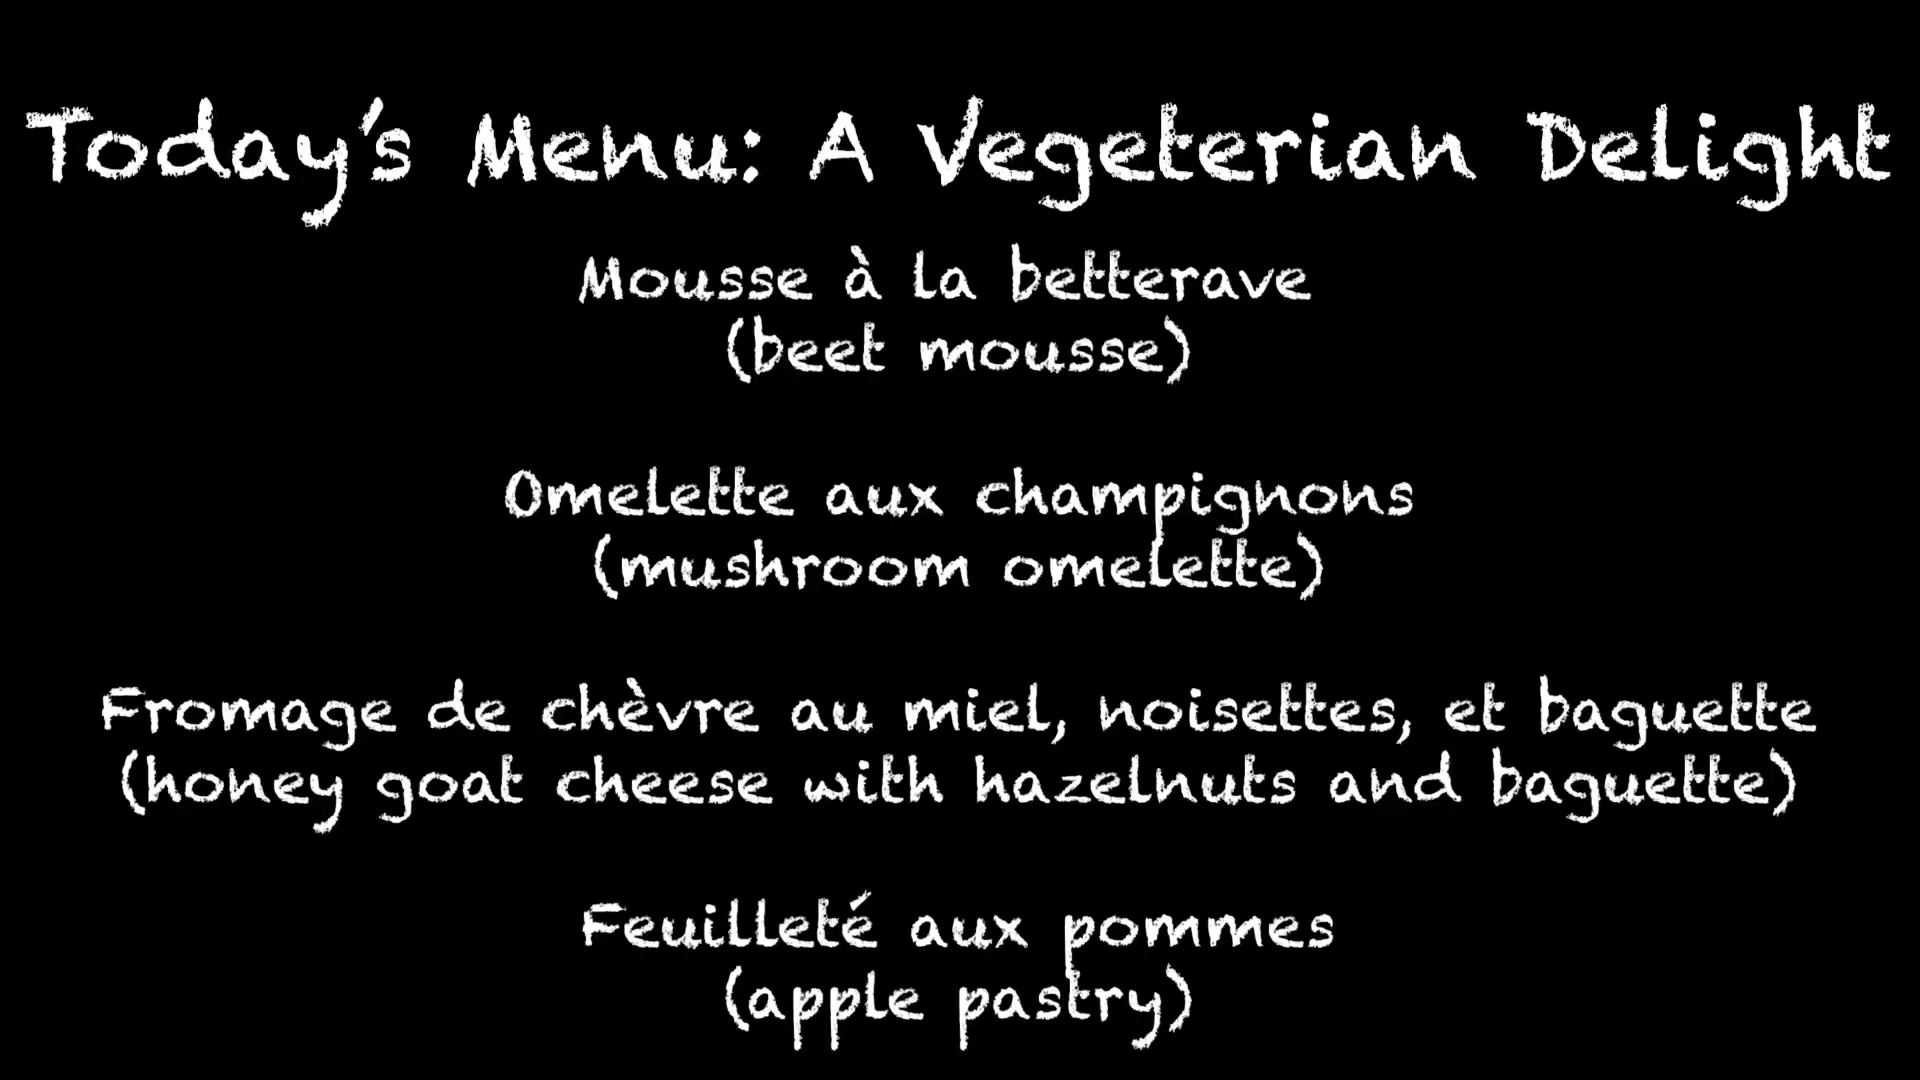 Today's Menu: A Vegeterian Delight
Mousse à la betterave
(beet mousse)
Omelette aux champignons
(mushroom omelette)
Fromage de chèvre au miel, noisettes, et baguette
(honey goat cheese with hazelnuts and baguette)
Feuilleté aux pommes
(apple pastry)